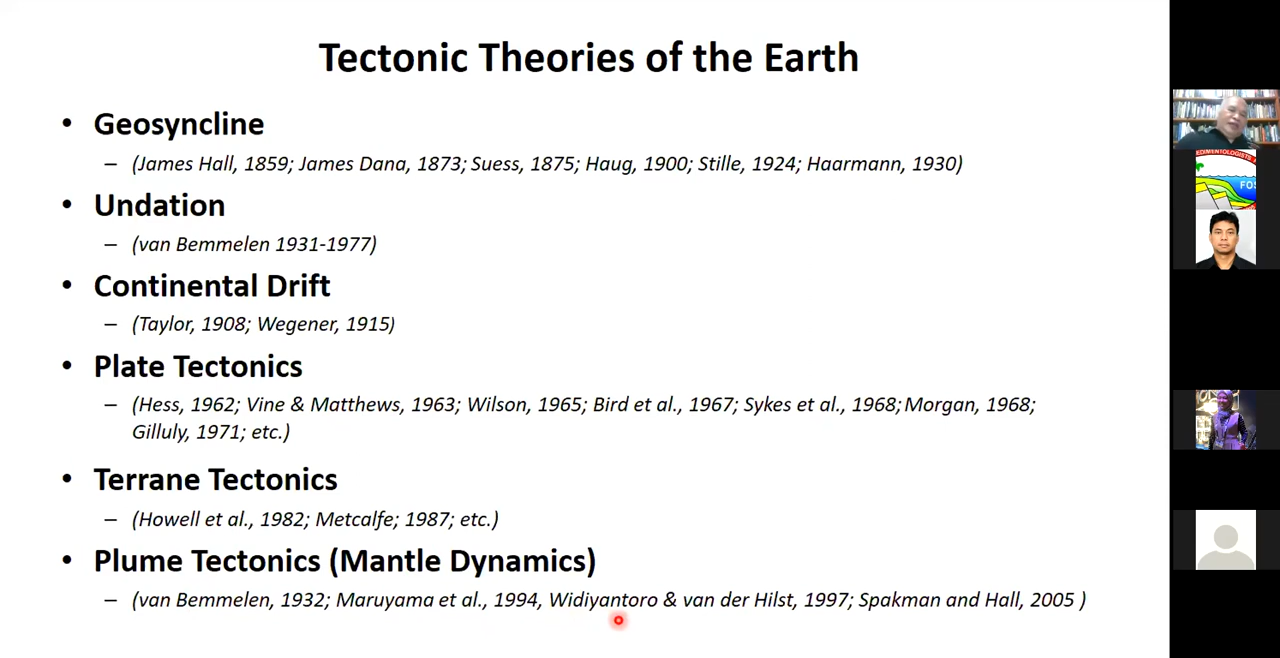 Tectonic Theories of the Earth
• Geosyncline
– (James Hall, 1859; James Dana, 1873; Suess, 1875; Haug, 1900; Stille, 1924; Haarmann, 1930)
• Undation
– (van Bemmelen 1931-1977)
• Continental Drift
– (Taylor, 1908; Wegener, 1915)
• Plate Tectonics
– (Hess, 1962; Vine & Matthews, 1963; Wilson, 1965; Bird et al., 1967; Sykes et al., 1968; Morgan, 1968;
Gilluly, 1971; etc.)
• Terrane Tectonics
– (Howell et al., 1982; Metcalfe; 1987; etc.)
• Plume Tectonics (Mantle Dynamics)
– (van Bemmelen, 1932; Maruyama et al., 1994, Widiyantoro & van der Hilst, 1997; Spakman and Hall, 2005 )
EDIMENTOLOGISTS
FOS